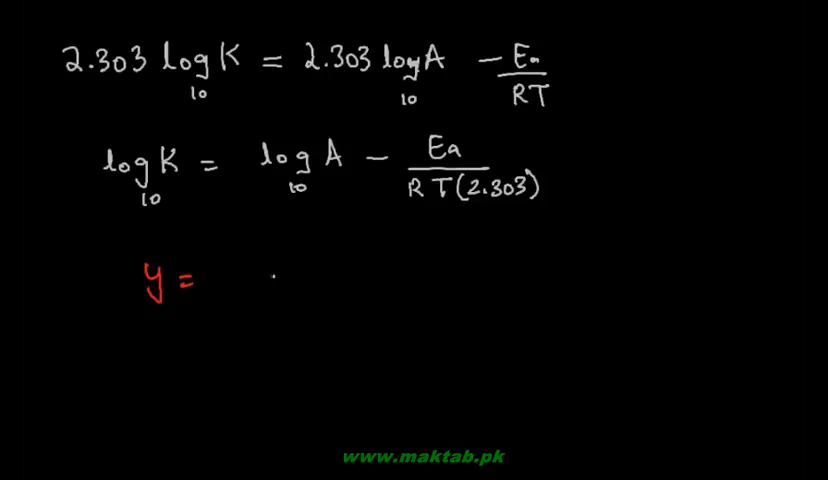 2.303 log₁₀ K = 2.303 log₁₀ A - Ea/RT
log₁₀ K = log₁₀ A - Ea/RT(2.303)
y =
www.maktab.pk